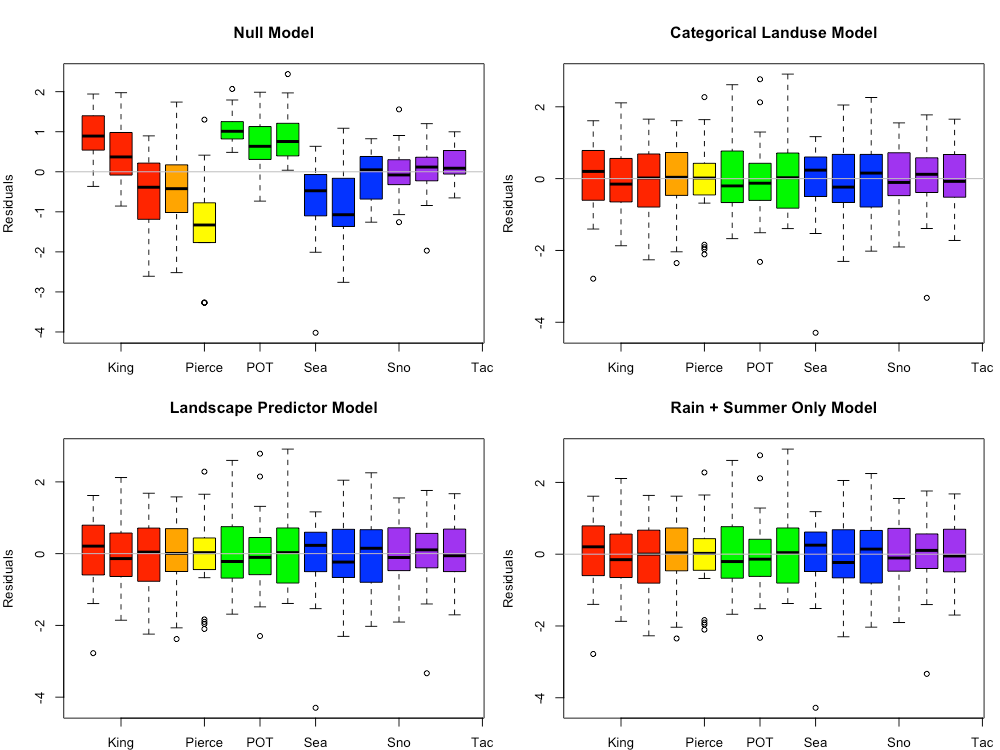 Null Model
Residuals
2
1
0
-1
-2
-3
-4
King Pierce POT Sea Sno Tac
Categorical Landuse Model
Residuals
2
0
-2
-4
King Pierce POT Sea Sno Tac
Landscape Predictor Model
Residuals
2
0
-2
-4
King Pierce POT Sea Sno Tac
Rain + Summer Only Model
Residuals
2
0
-2
-4
King Pierce POT Sea Sno Tac